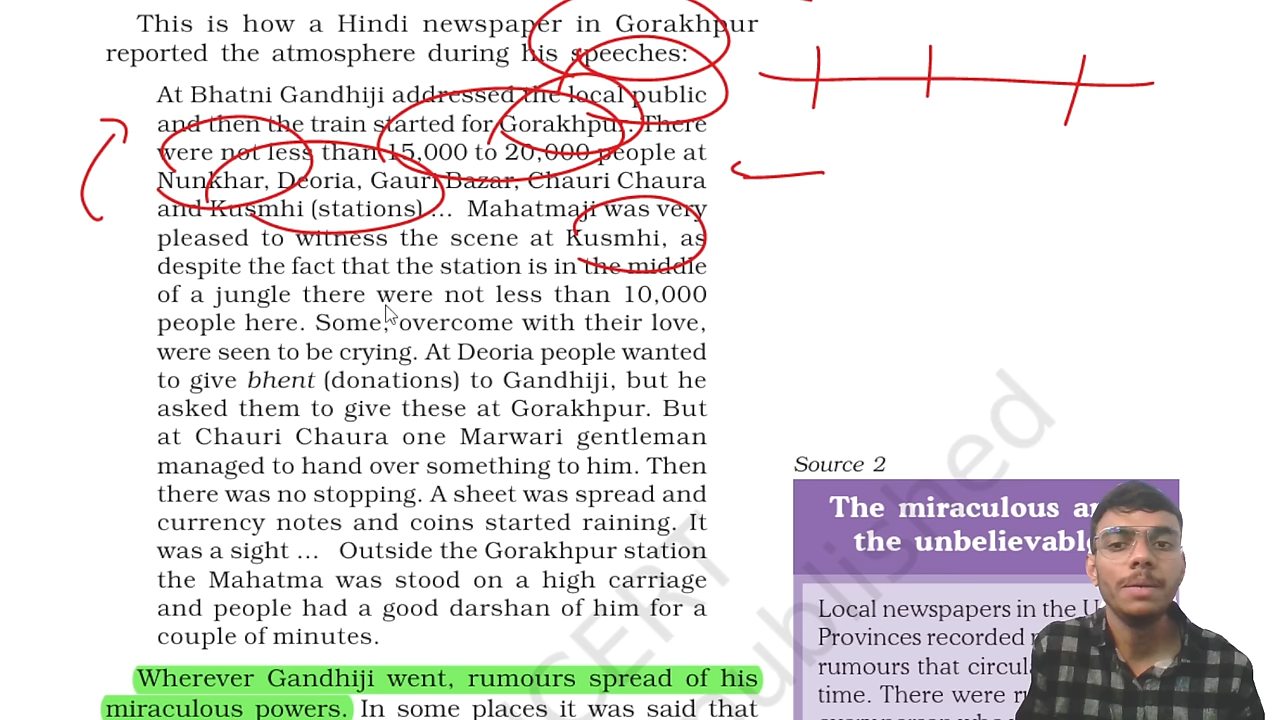 This is how a Hindi newspaper in Gorakhpur
reported the atmosphere during his speeches:
At Bhatni Gandhiji addressed the local public
and then the train started for Gorakhpur. There
were not less than 15,000 to 20,000 people at
Nunkhar, Deoria, Gauri Bazar, Chauri Chaura
and Kusmhi (stations) ... Mahatmaji was very
pleased to witness the scene at Kusmhi, as
despite the fact that the station is in the middle
of a jungle there were not less than 10,000
people here. Some, overcome with their love,
were seen to be crying. At Deoria people wanted
to give bhent (donations) to Gandhiji, but he
asked them to give these at Gorakhpur. But
at Chauri Chaura one Marwari gentleman
managed to hand over something to him. Then
there was no stopping. A sheet was spread and
currency notes and coins started raining. It
was a sight ... Outside the Gorakhpur station
the Mahatma was stood on a high carriage
and people had a good darshan of him for a
couple of minutes.
Wherever Gandhiji went, rumours spread of his
miraculous powers. In some places it was said that
Source 2
The miraculous
the unbelievable
Local newspapers in the
Provinces recorded
rumours that
time. There were
NCERT
published